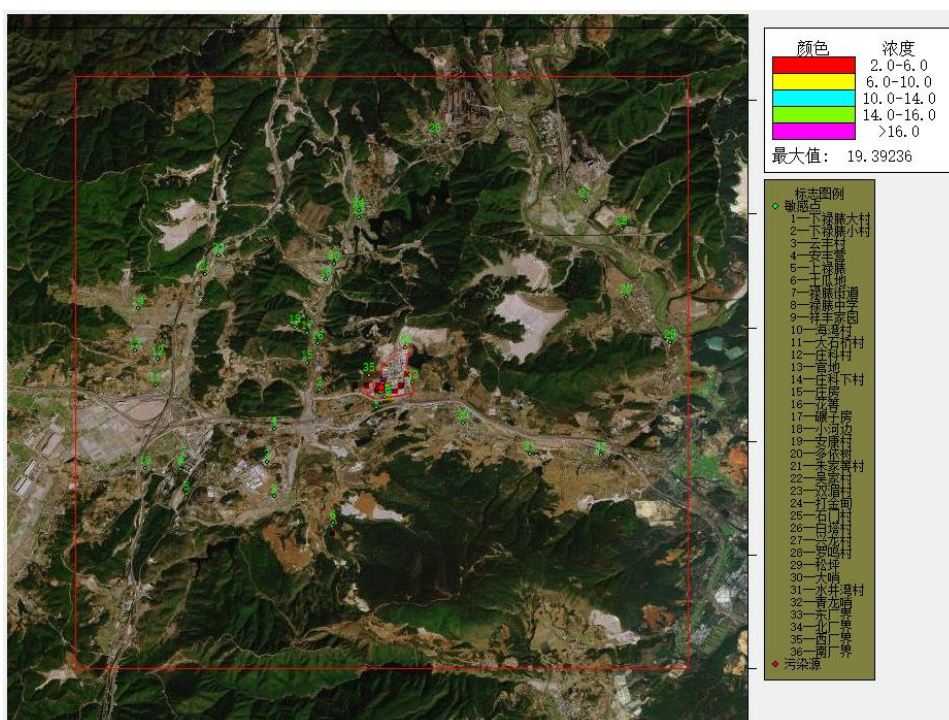 颜色 浓度
2.0-6.0
6.0-10.0
10.0-14.0
14.0-16.0
>16.0
最大值: 19.39236
标志图例
敏感点
1—下禄脿大村
2—下禄脿小村
3—云丰村
4—安丰营
5—上禄脿
6—土瓜地
7—禄脿街道
8—禄脿中学
9—祥丰家园
10—海湾村
11—大石桥村
12—庄科村
13—官地
14—庄科下村
15—庄房
16—花箐
17—碾子房
18—小河边
19—安康村
20—多依树
21—朱家箐村
22—吴家村
23—双湄村
24—打金甸
25—石门村
26—白塔村
27—兴龙村
28—罗鸣村
29—松坪
30—大哨
31—水井湾村
32—青龙哨
33—东厂界
34—北厂界
35—西厂界
36—南厂界
污染源